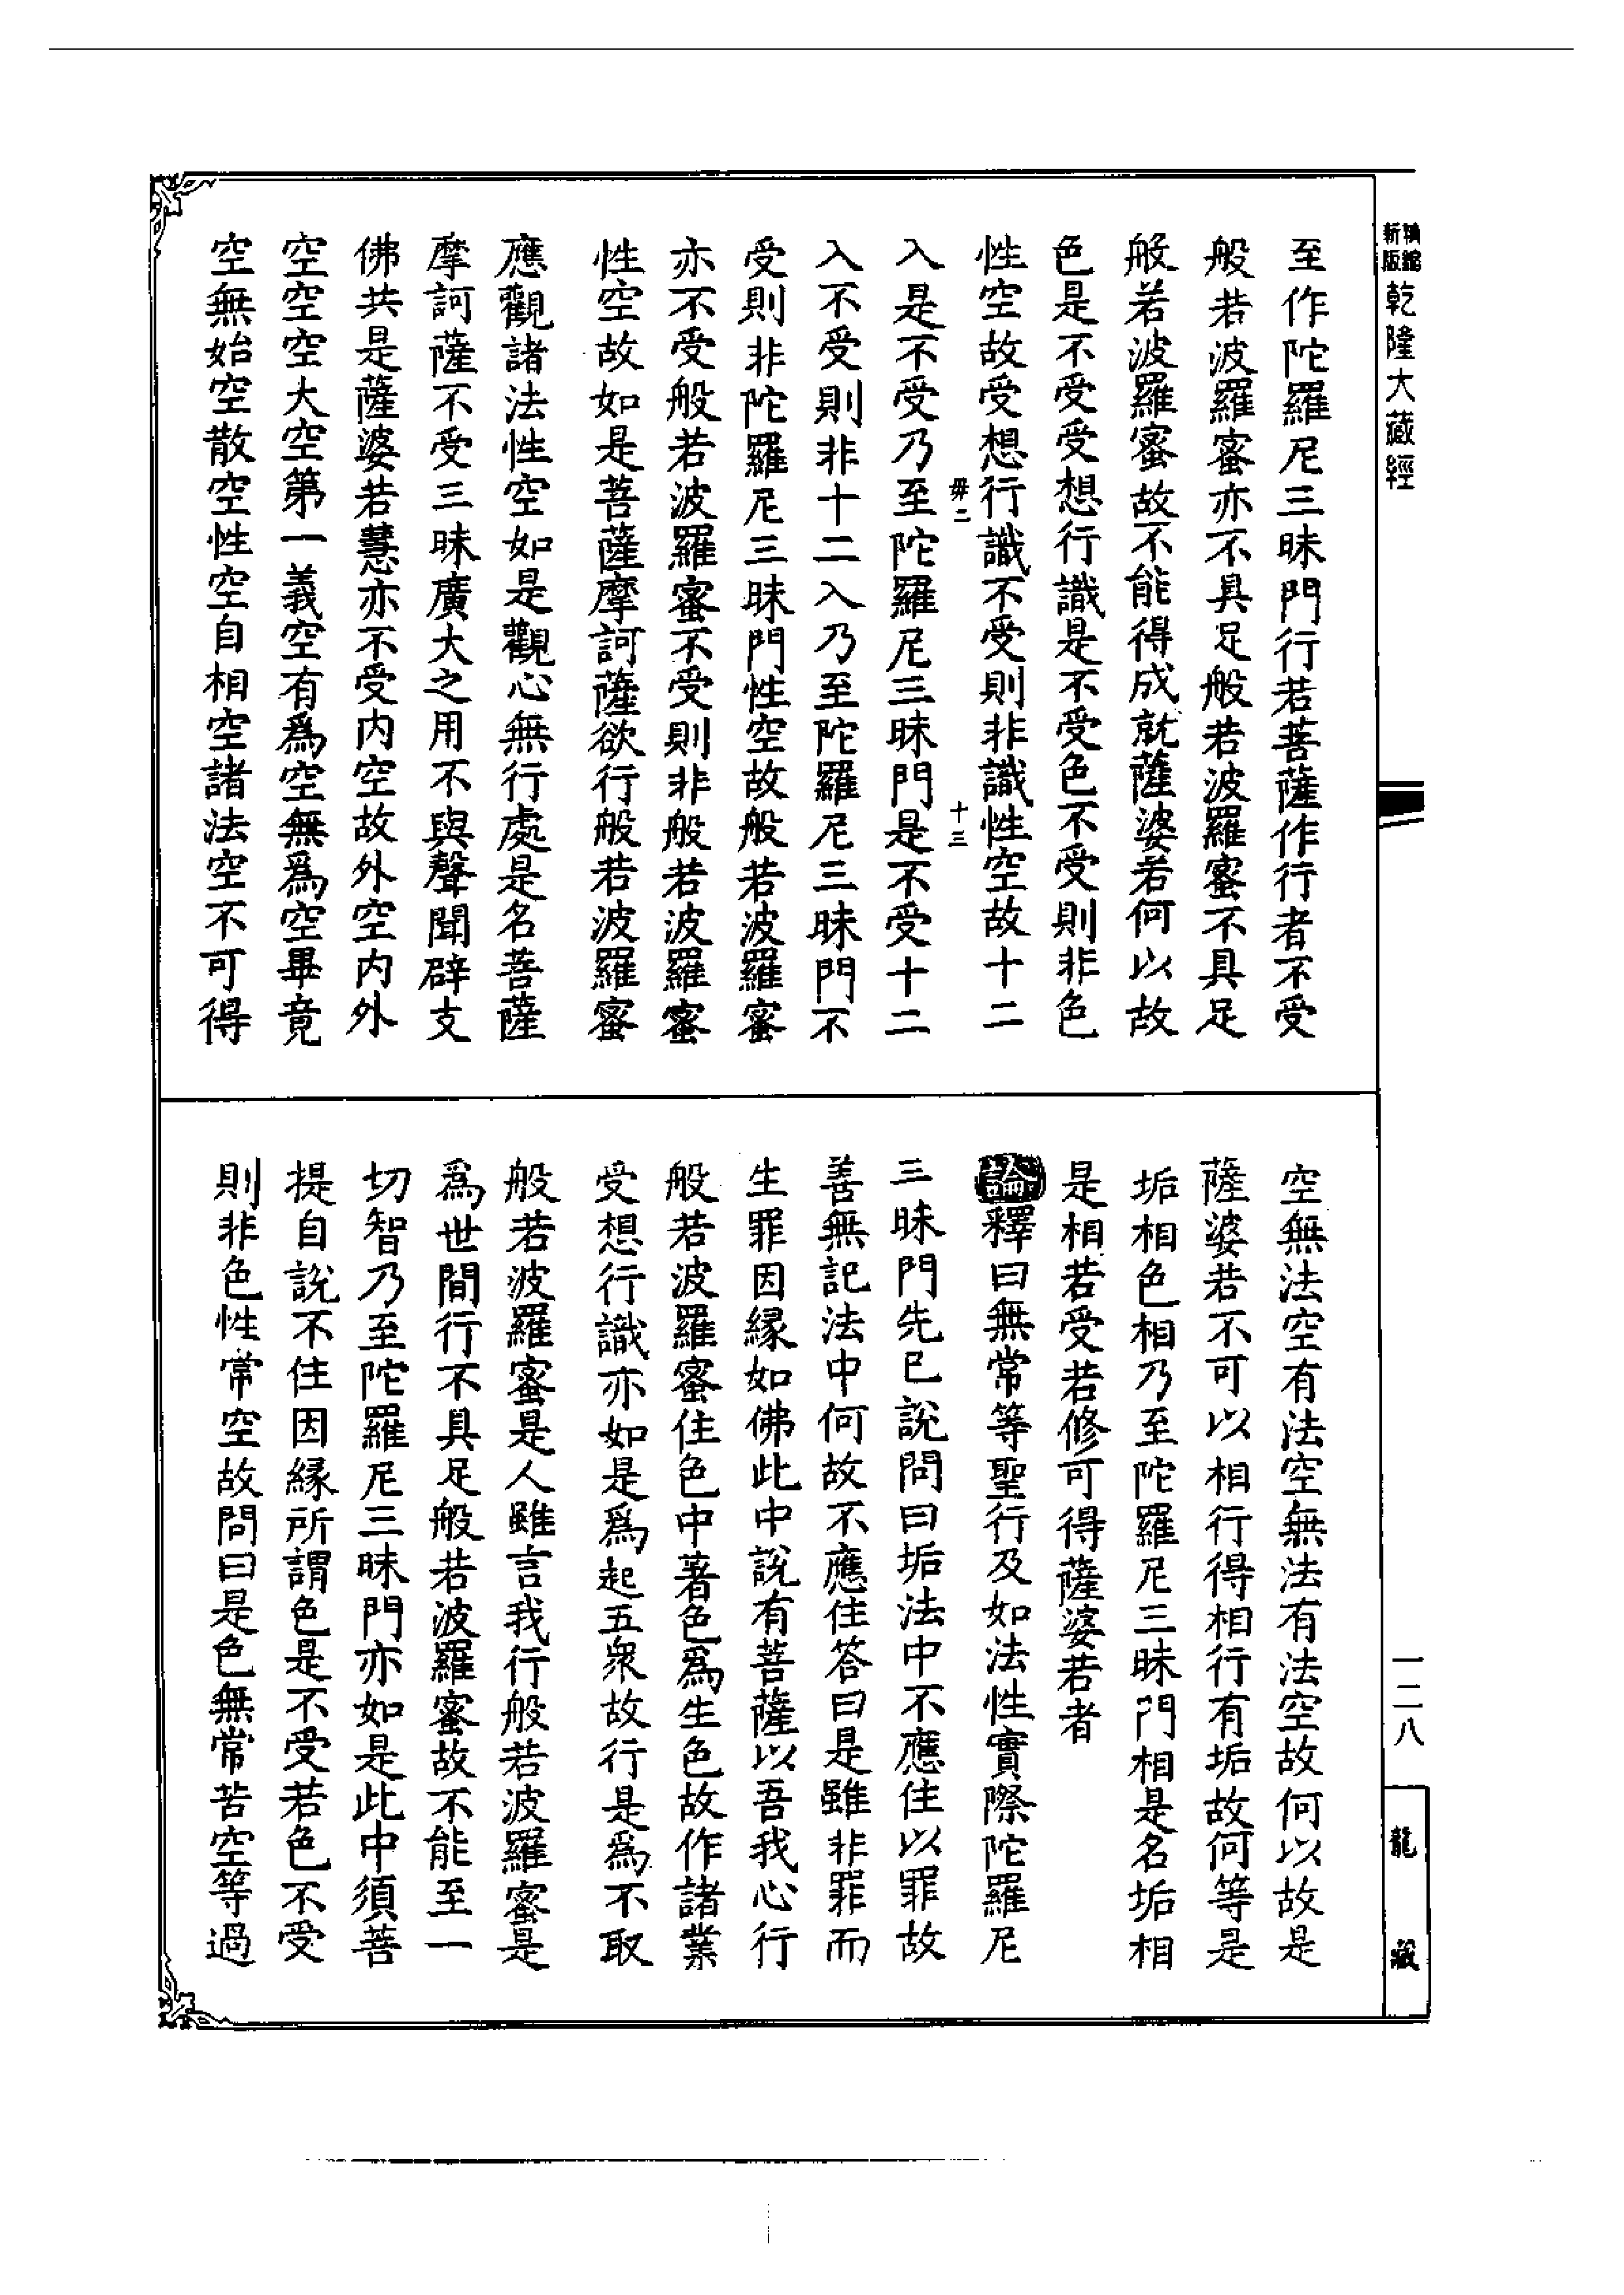 新版
乾隆大藏經
至作陀羅尼三昧門行若菩薩作行者不受
般若波羅蜜亦不具足般若波羅蜜不具足
般若波羅蜜故不能得成就薩婆若何以故
色是不受受想行識是不受色不受則非色
性空故受想行識不受則非識性空故十二
毋二
十三
入是不受乃至陀羅尼三昧門是不受十二
入不受則非十二入乃至陀羅尼三昧門不
受則非陀羅尼三昧門性空故般若波羅蜜
亦不受般若波羅蜜不受則非般若波羅蜜
性空故如是菩薩摩訶薩欲行般若波羅蜜
應觀諸法性空如是觀心無行處是名菩薩
摩訶薩不受三昧廣大之用不與聲聞辟支
佛共是薩婆若慧亦不受內空故外空內外
空空空大空第一義空有爲空無爲空畢竟
空無始空散空性空自相空諸法空不可得
空無法空有法空無法有法空故何以故是
薩婆若不可以相行得相行有垢故何等是
垢相色相乃至陀羅尼三昧門相是名垢相
是相若受若修可得薩婆若者
論釋曰無常等聖行及如法性實際陀羅尼
三昧門先已說問曰垢法中不應住以罪故
善無記法中何故不應住答曰是雖非罪而
生罪因緣如佛此中說有菩薩以吾我心行
般若波羅蜜住色中著色爲生色故作諸業
受想行識亦如是爲起五衆故行是爲不取
般若波羅蜜是人雖言我行般若波羅蜜是
爲世間行不具足般若波羅蜜故不能至一
切智乃至陀羅尼三昧門亦如是此中須菩
提自說不住因緣所謂色是不受若色不受
則非色性常空故問曰是色無常苦空等過
一二八
龍藏